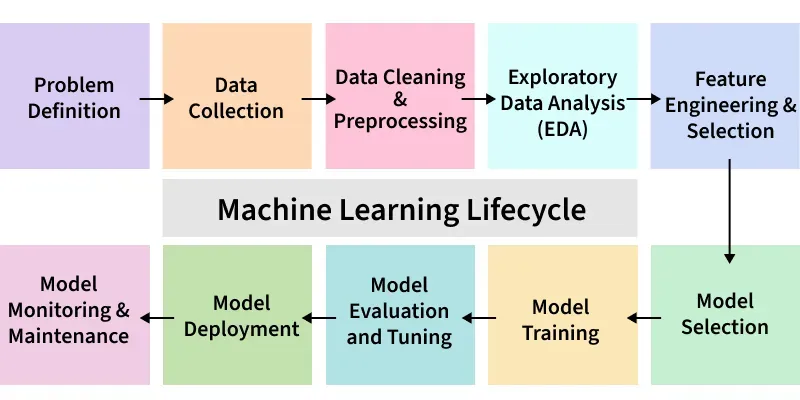 Problem
Definition
Data
Collection
Data Cleaning
&
Preprocessing
Exploratory
Data Analysis
(EDA)
Feature
Engineering &
Selection
Machine Learning Lifecycle
Model
Monitoring &
Maintenance
Model
Deployment
Model
Evaluation
and Tuning
Model
Training
Model
Selection